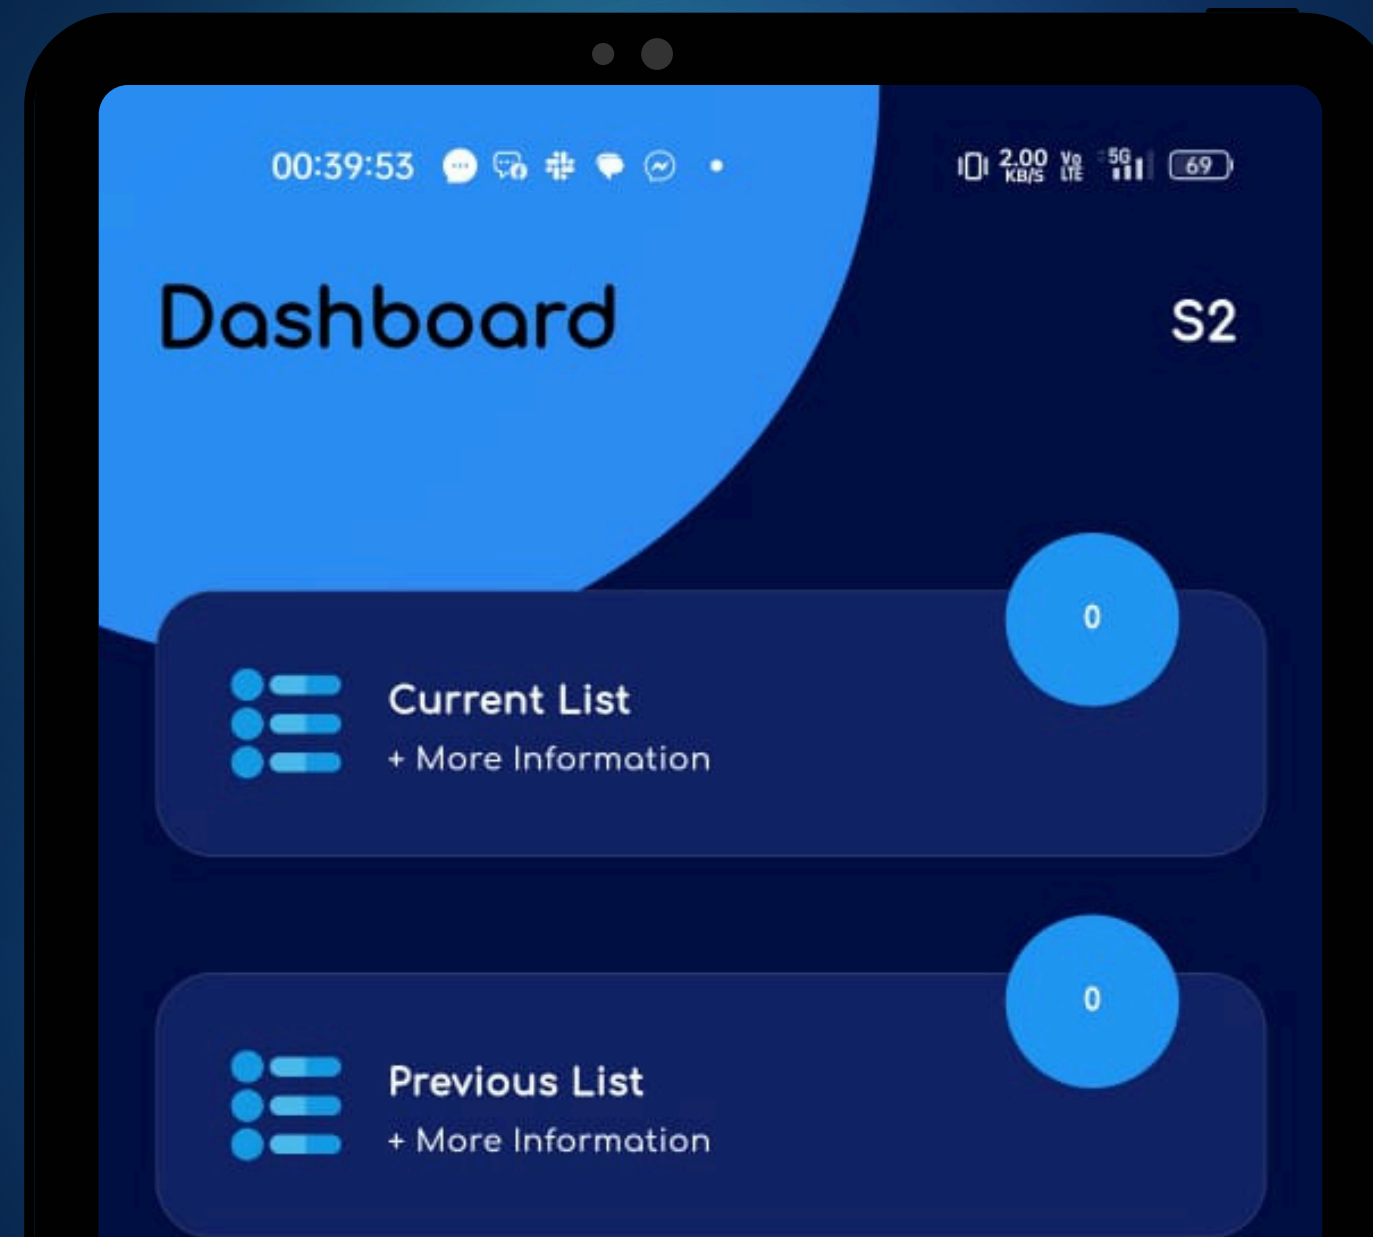 00:39:53 2.00 KB/S Vo LTE 5G 69
Dashboard S2
0
Current List
+ More Information
0
Previous List
+ More Information